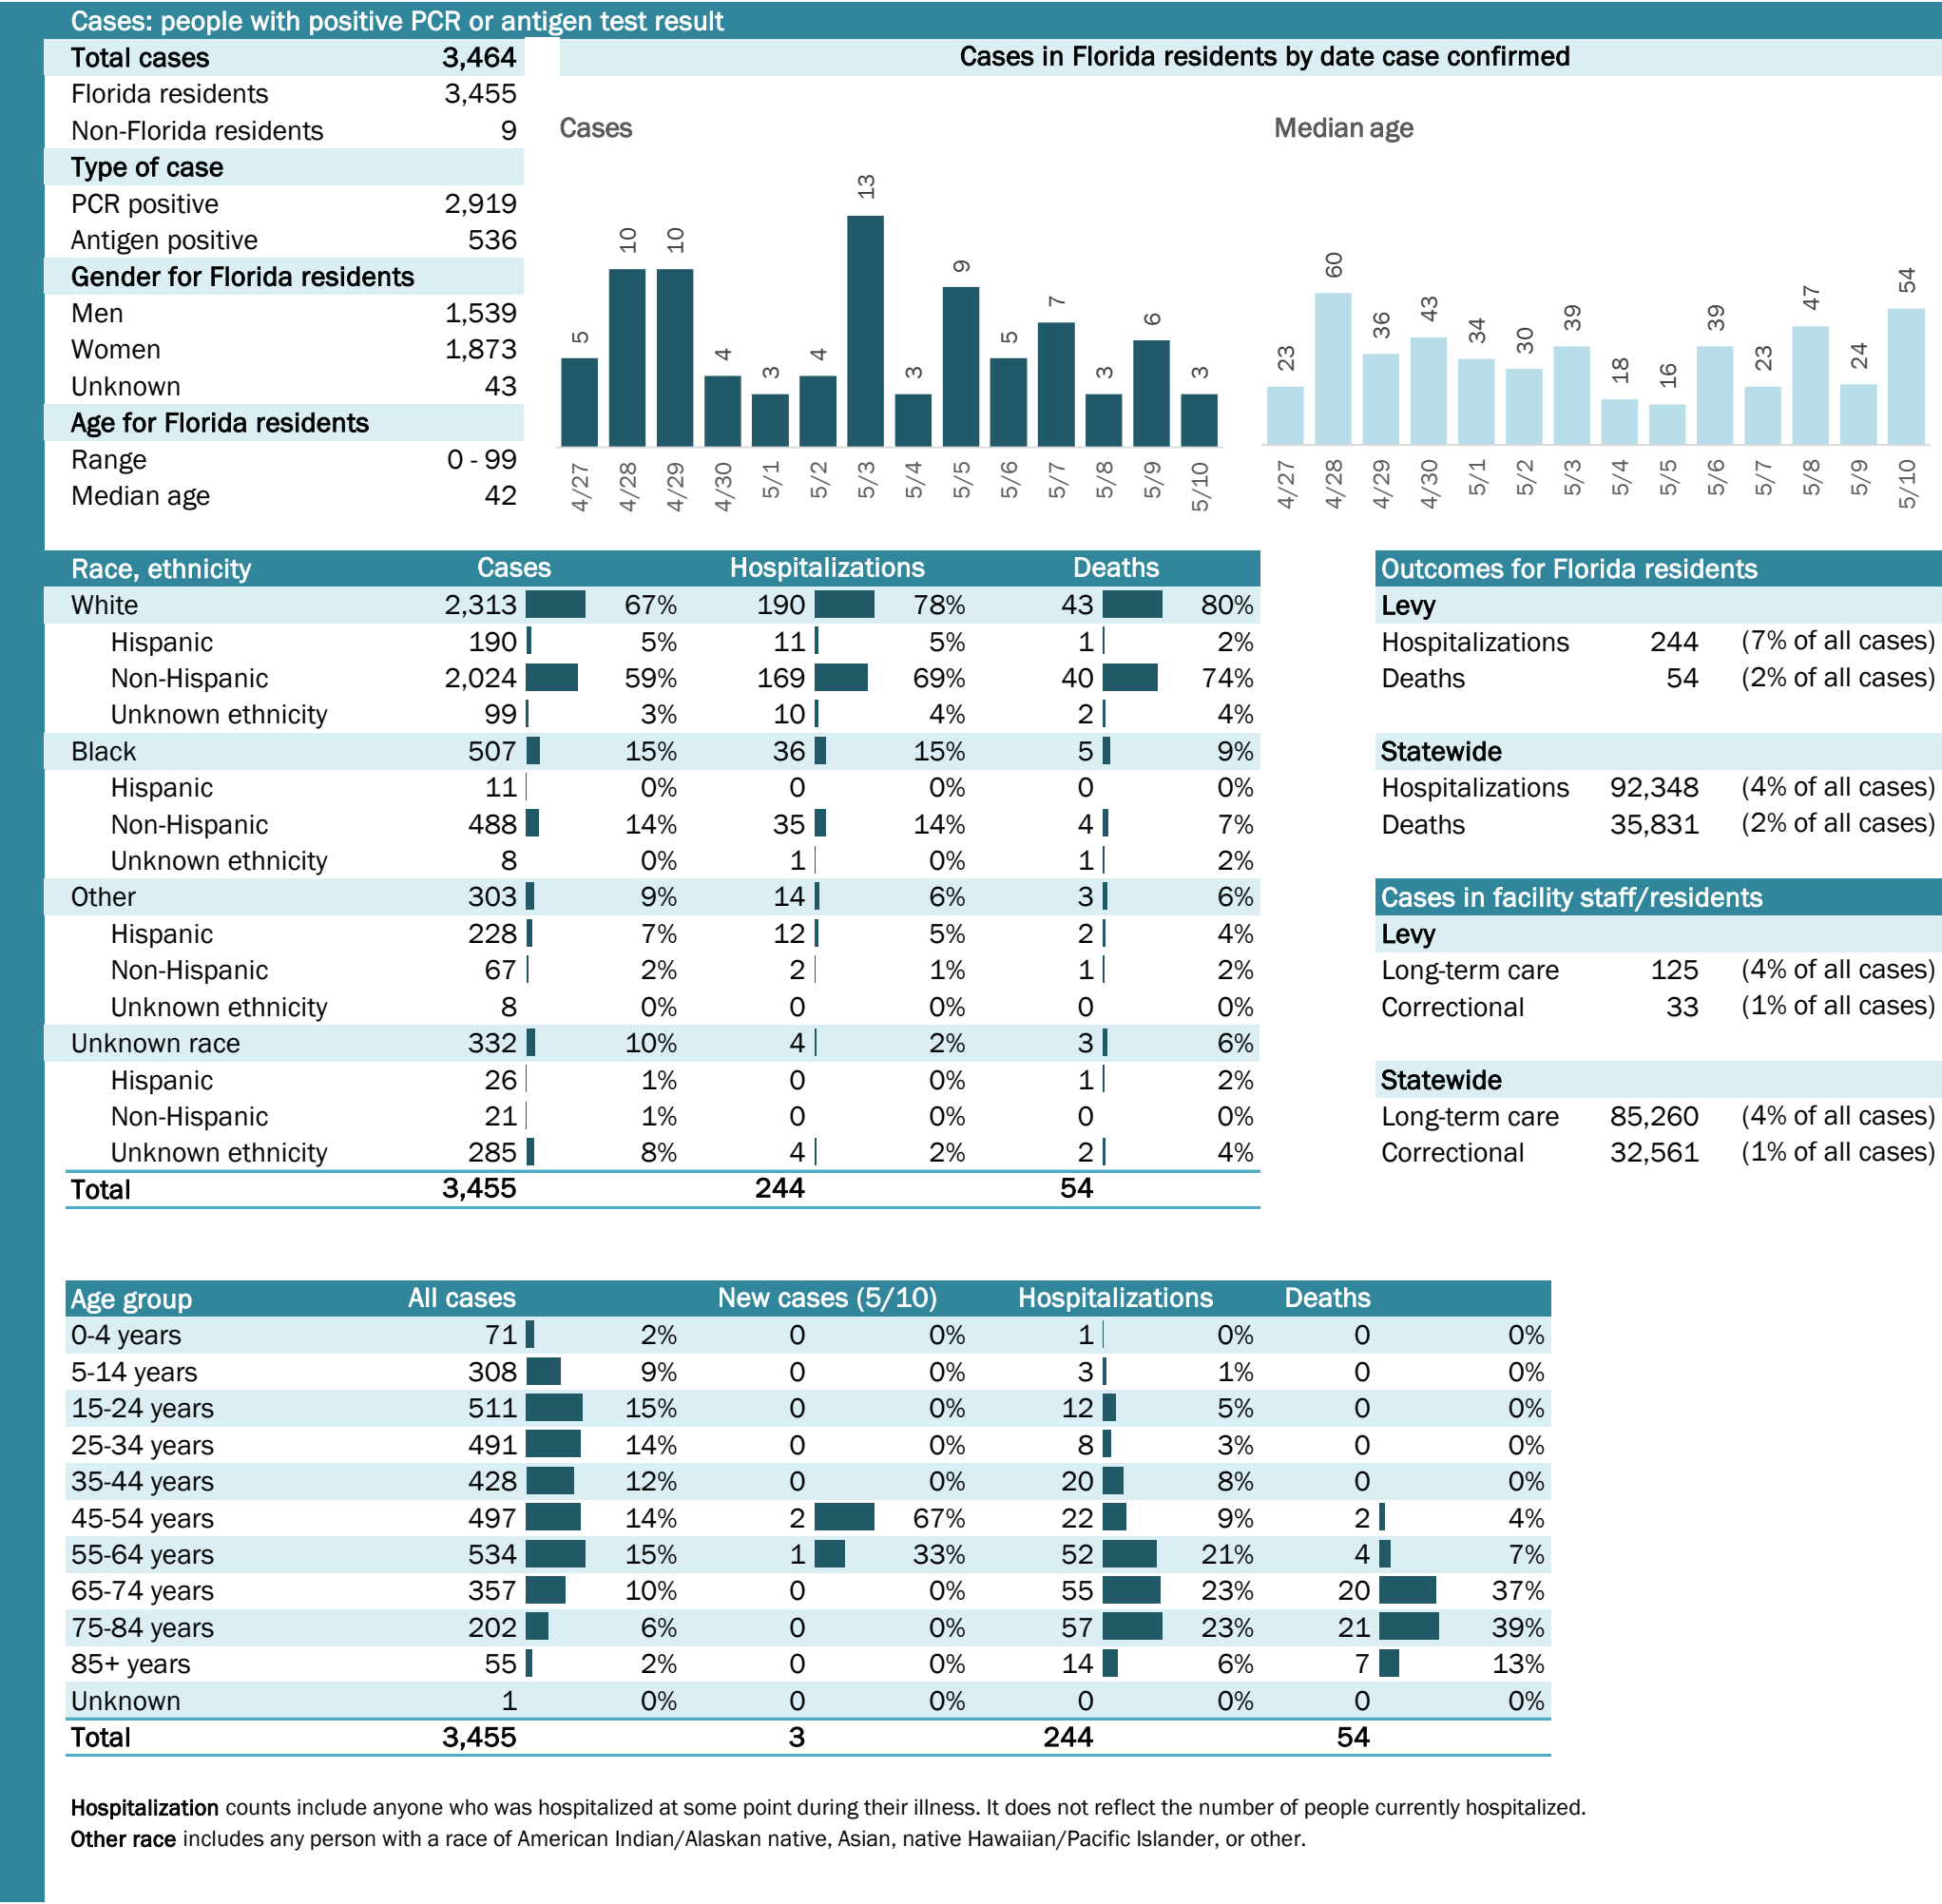 Cases: people with positive PCR or antigen test result
Total cases 3,464
Florida residents 3,455
Non-Florida residents 9
Type of case
PCR positive 2,919
Antigen positive 536
Gender for Florida residents
Men 1,539
Women 1,873
Unknown 43
Age for Florida residents
Range 0 - 99
Median age 42
Cases in Florida residents by date case confirmed
Cases
5 10 10 4 3 4 13 3 9 5 7 3 6 3
4/27 4/28 4/29 4/30 5/1 5/2 5/3 5/4 5/5 5/6 5/7 5/8 5/9 5/10
Median age
23 60 36 43 34 30 39 18 16 39 23 47 24 54
4/27 4/28 4/29 4/30 5/1 5/2 5/3 5/4 5/5 5/6 5/7 5/8 5/9 5/10
Race, ethnicity Cases Hospitalizations Deaths
White 2,313 67% 190 78% 43 80%
Hispanic 190 5% 11 5% 1 2%
Non-Hispanic 2,024 59% 169 69% 40 74%
Unknown ethnicity 99 3% 10 4% 2 4%
Black 507 15% 36 15% 5 9%
Hispanic 11 0% 0 0% 0 0%
Non-Hispanic 488 14% 35 14% 4 7%
Unknown ethnicity 8 0% 1 0% 1 2%
Other 303 9% 14 6% 3 6%
Hispanic 228 7% 12 5% 2 4%
Non-Hispanic 67 2% 2 1% 1 2%
Unknown ethnicity 8 0% 0 0% 0 0%
Unknown race 332 10% 4 2% 3 6%
Hispanic 26 1% 0 0% 1 2%
Non-Hispanic 21 1% 0 0% 0 0%
Unknown ethnicity 285 8% 4 2% 2 4%
Total 3,455 244 54
Outcomes for Florida residents
Levy
Hospitalizations 244 (7% of all cases)
Deaths 54 (2% of all cases)
Statewide
Hospitalizations 92,348 (4% of all cases)
Deaths 35,831 (2% of all cases)
Cases in facility staff/residents
Levy
Long-term care 125 (4% of all cases)
Correctional 33 (1% of all cases)
Statewide
Long-term care 85,260 (4% of all cases)
Correctional 32,561 (1% of all cases)
Age group All cases New cases (5/10) Hospitalizations Deaths
0-4 years 71 2% 0 0% 1 0% 0 0%
5-14 years 308 9% 0 0% 3 1% 0 0%
15-24 years 511 15% 0 0% 12 5% 0 0%
25-34 years 491 14% 0 0% 8 3% 0 0%
35-44 years 428 12% 0 0% 20 8% 0 0%
45-54 years 497 14% 2 67% 22 9% 2 4%
55-64 years 534 15% 1 33% 52 21% 4 7%
65-74 years 357 10% 0 0% 55 23% 20 37%
75-84 years 202 6% 0 0% 57 23% 21 39%
85+ years 55 2% 0 0% 14 6% 7 13%
Unknown 1 0% 0 0% 0 0% 0 0%
Total 3,455 3 244 54
Hospitalization counts include anyone who was hospitalized at some point during their illness. It does not reflect the number of people currently hospitalized.
Other race includes any person with a race of American Indian/Alaskan native, Asian, native Hawaiian/Pacific Islander, or other.